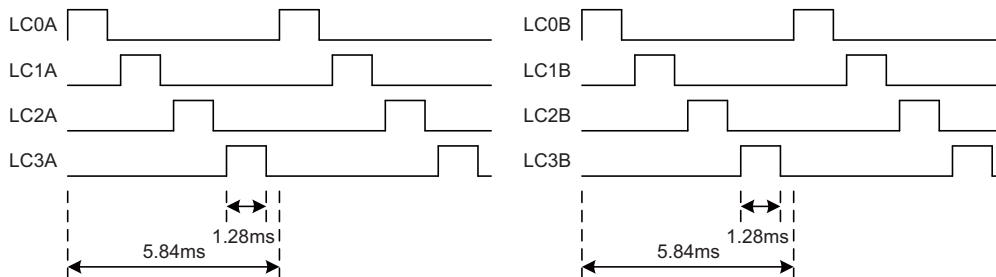 LC0A
LC1A
LC2A
LC3A
1.28ms
5.84ms
LC0B
LC1B
LC2B
LC3B
1.28ms
5.84ms